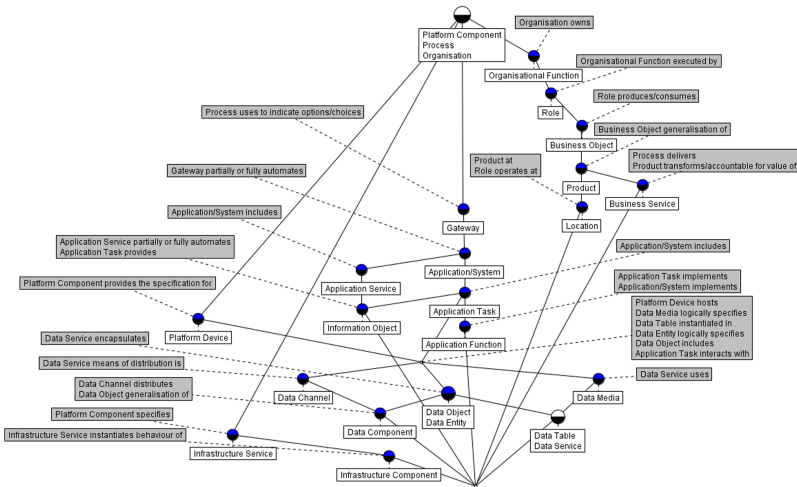 Platform Component
Process
Organisation
Organisation owns
Organisational Function
Organisational Function executed by
Role
Role produces/consumes
Process uses to indicate options/choices
Business Object generalisation of
Business Object
Product at
Role operates at
Process delivers
Product transforms/accountable for value of
Gateway partially or fully automates
Product
Business Service
Application/System includes
Location
Gateway
Application Service partially or fully automates
Application Task provides
Application/System includes
Application/System
Application Service
Platform Component provides the specification for
Application Task implements
Application/System implements
Application Task
Information Object
Platform Device hosts
Data Media logically specifies
Data Table instantiated in
Data Entity logically specifies
Data Object includes
Application Task interacts with
Platform Device
Application Function
Data Service encapsulates
Data Service means of distribution is
Data Service uses
Data Channel distributes
Data Object generalisation of
Data Channel
Data Media
Platform Component specifies
Data Object
Data Entity
Data Component
Data Table
Data Service
Infrastructure Service instantiates behaviour of
Infrastructure Service
Infrastructure Component